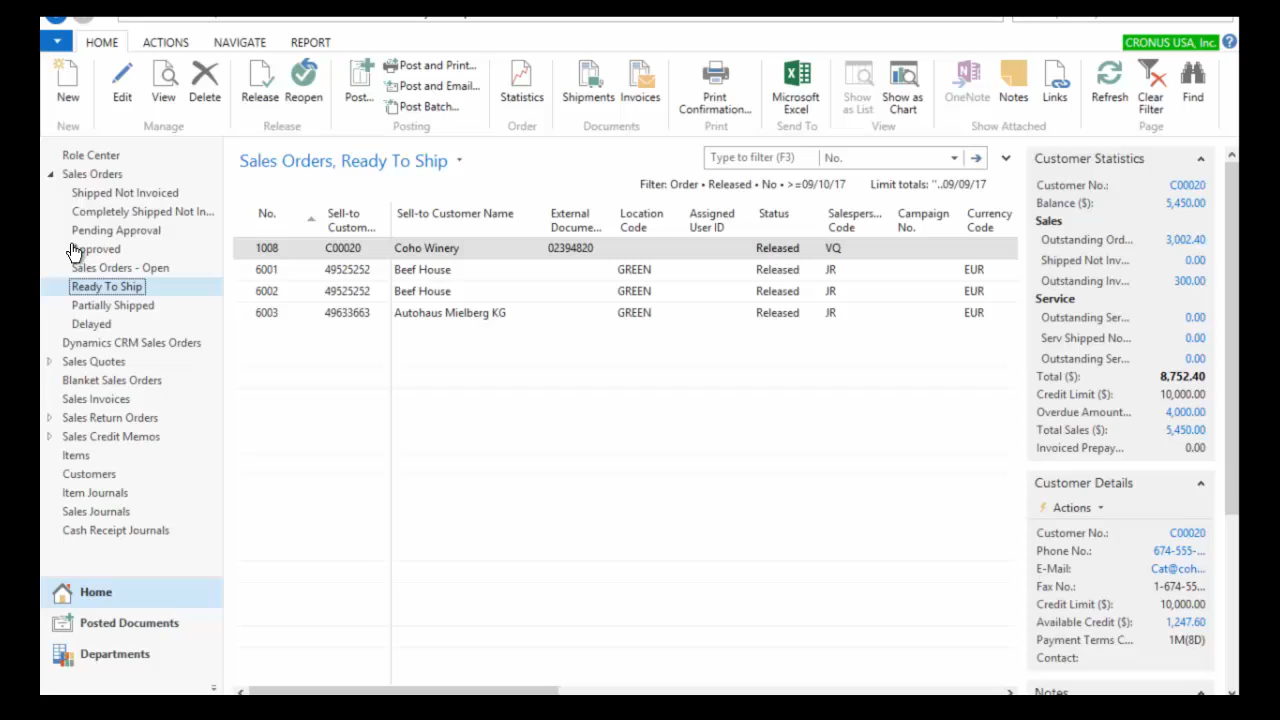 HOME ACTIONS NAVIGATE REPORT CRONUS USA, Inc. ?
New Edit View Delete Release Reopen Post... Post and Print... Statistics Shipments Invoices Print Confirmation... Microsoft Excel Show as List Show as Chart OneNote Notes Links Refresh Clear Filter Find
Post and Email...
Post Batch...
New Manage Release Posting Order Documents Print Send To View Show Attached Page
Role Center
Sales Orders
Shipped Not Invoiced
Completely Shipped Not In...
Pending Approval
Approved
Sales Orders - Open
Ready To Ship
Partially Shipped
Delayed
Dynamics CRM Sales Orders
Sales Quotes
Blanket Sales Orders
Sales Invoices
Sales Return Orders
Sales Credit Memos
Items
Customers
Item Journals
Sales Journals
Cash Receipt Journals
Home
Posted Documents
Departments
Sales Orders, Ready To Ship
Type to filter (F3) No.
Filter: Order • Released • No • >=09/10/17 Limit totals: ''..09/09/17
No. Sell-to Custom... Sell-to Customer Name External Docume... Location Code Assigned User ID Status Salespers... Code Campaign No. Currency Code
1008 C00020 Coho Winery 02394820 Released VQ
6001 49525252 Beef House GREEN Released JR EUR
6002 49525252 Beef House GREEN Released JR EUR
6003 49633663 Autohaus Mielberg KG GREEN Released JR EUR
Customer Statistics
Customer No.: C00020
Balance ($): 5,450.00
Sales
Outstanding Ord... 3,002.40
Shipped Not Inv... 0.00
Outstanding Inv... 300.00
Service
Outstanding Ser... 0.00
Serv Shipped No... 0.00
Outstanding Ser... 0.00
Total ($): 8,752.40
Credit Limit ($): 10,000.00
Overdue Amount... 4,000.00
Total Sales ($): 5,450.00
Invoiced Prepay... 0.00
Customer Details
Actions
Customer No.: C00020
Phone No.: 674-555-...
E-Mail: Cat@coh...
Fax No.: 1-674-55...
Credit Limit ($): 10,000.00
Available Credit ($): 1,247.60
Payment Terms C... 1M(8D)
Contact:
Notes